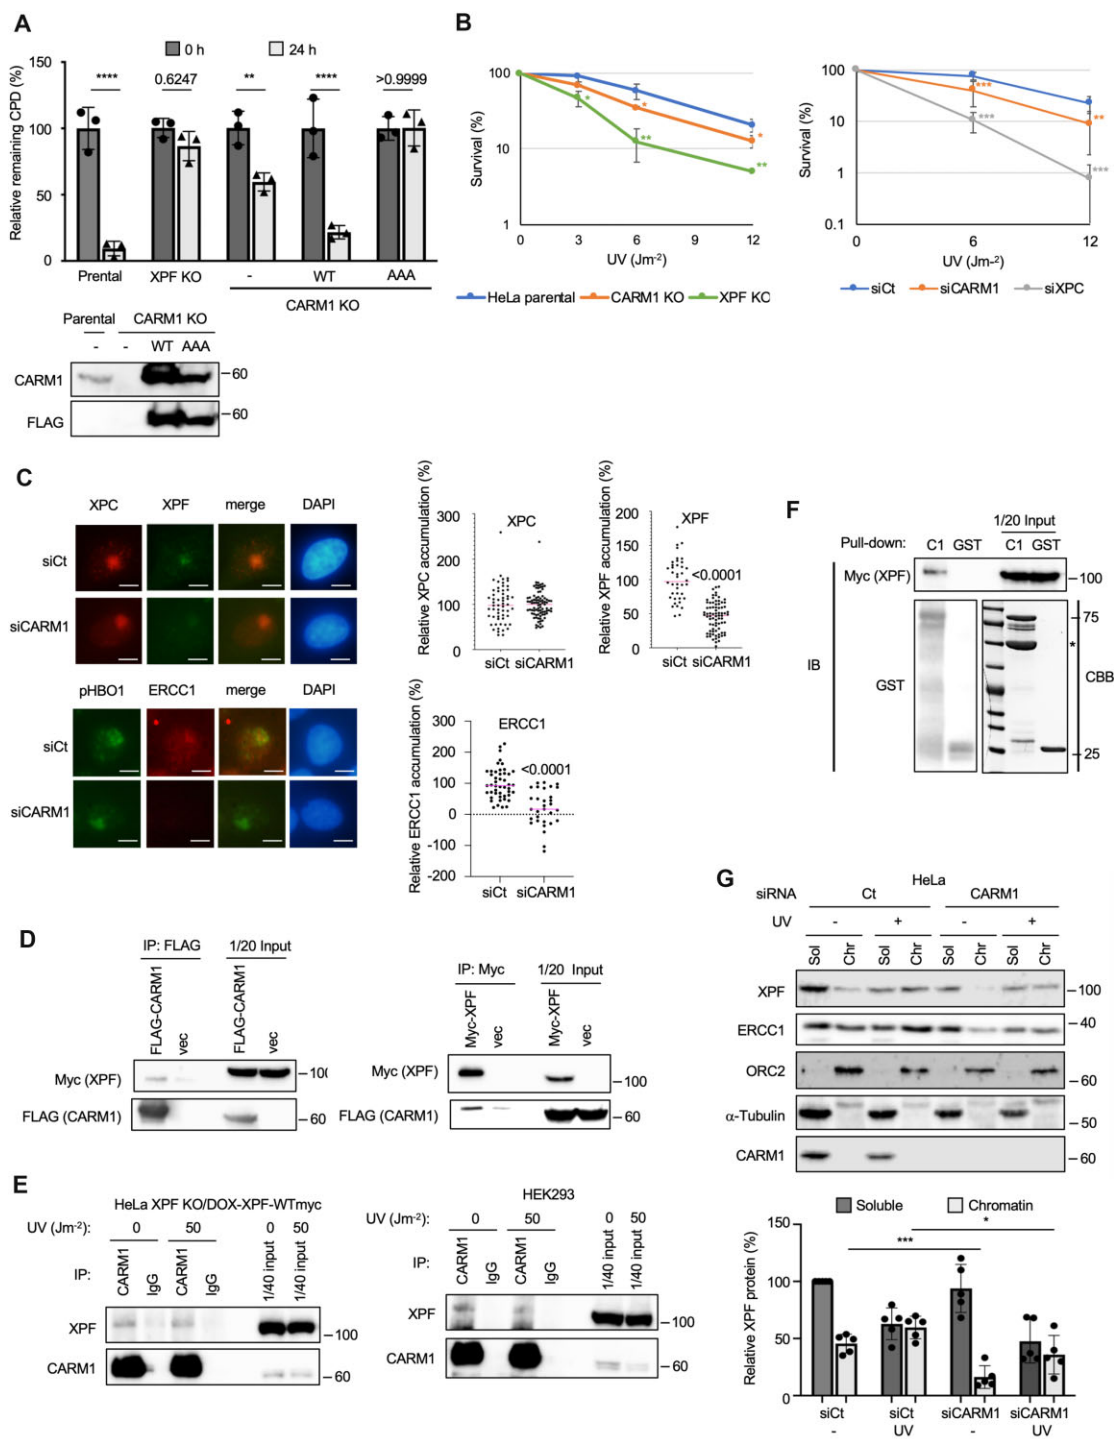 A
0 h 24 h
Relative remaining CPD (%)
150
100
50
0
****
0.6247
**
****
>0.9999
Prental XPF KO - WT AAA
CARM1 KO
Parental CARM1 KO
- - WT AAA
CARM1 60
FLAG 60
B
Survival (%)
100
10
1
0 3 6 12
UV (Jm-2)
* * ** * **
HeLa parental CARM1 KO XPF KC
Survival (%)
100
10
1
0.1
0 6 12
UV (Jm-2)
*** *** ** ***
siCt siCARM1 siXPC
C
XPC XPF merge DAPI
siCt
siCARM1
pHBO1 ERCC1 merge DAPI
siCt
siCARM1
Relative XPC accumulation (%)
XPC
300
200
100
0
siCt siCARM1
Relative XPF accumulation (%)
XPF
200
150
100
50
0
<0.0001
siCt siCARM1
Relative ERCC1 accumulation (%)
ERCC1
300
200
100
0
-100
-200
<0.0001
siCt siCARM1
F
1/20 Input
Pull-down: C1 GST C1 GST
Myc (XPF) 100
IB
GST
75
*
CBB
25
D
IP: FLAG 1/20 Input
FLAG-CARM1 vec FLAG-CARM1 vec
Myc (XPF) 10(
FLAG (CARM1) 60
IP: Myc 1/20 Input
Myc-XPF vec Myc-XPF vec
Myc (XPF) 100
FLAG (CARM1) 60
E
HeLa XPF KO/DOX-XPF-WTmyc
UV (Jm-2): 0 50 0 50
IP: CARM1 IgG CARM1 IgG 1/40 input 1/40 input
XPF 100
CARM1 60
HEK293
UV (Jm-2): 0 50 0 50
IP: CARM1 IgG CARM1 IgG 1/40 input 1/40 input
XPF 100
CARM1 60
G
HeLa
siRNA Ct CARM1
UV - + - +
Sol Chr Sol Chr Sol Chr Sol Chr
XPF 100
ERCC1 40
ORC2 60
α-Tubulin 50
CARM1 60
Soluble Chromatin
Relative XPF protein (%)
150
100
50
0
***
*
siCt siCt siCARM1 siCARM1
- UV - UV